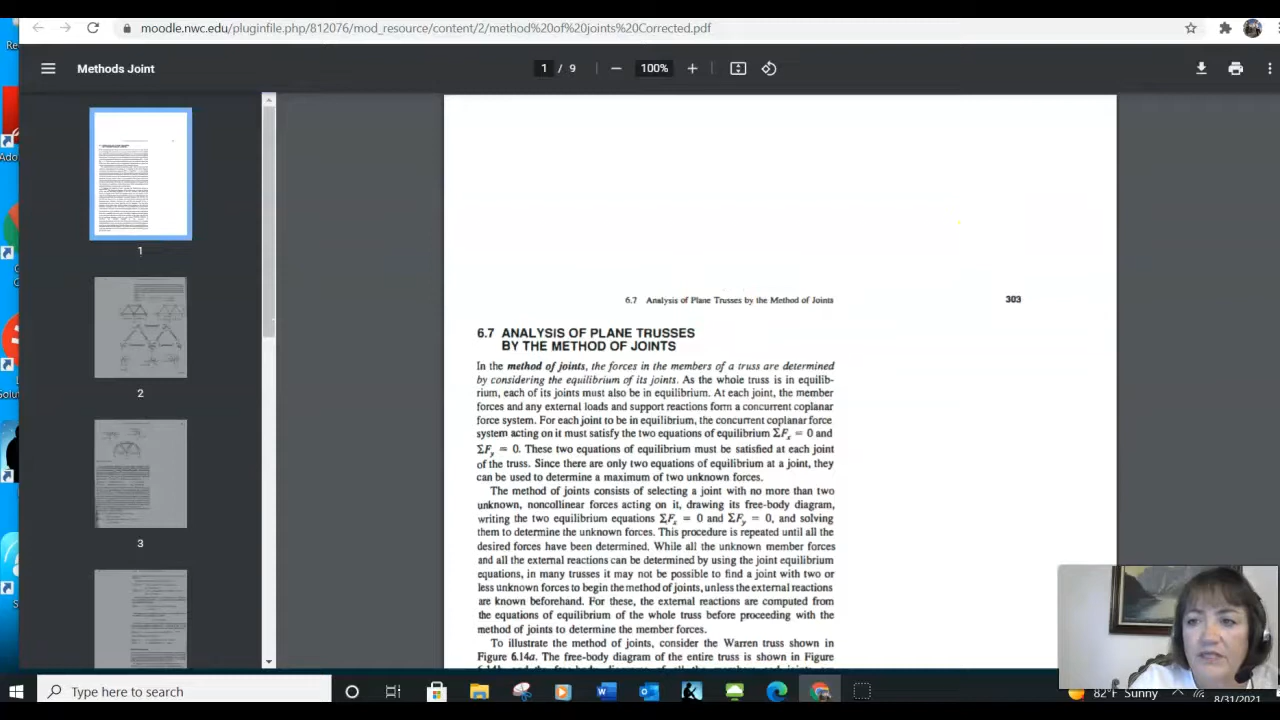 moodle.nwc.edu/pluginfile.php/812076/mod_resource/content/2/method%20of%20joints%20Corrected.pdf
Re
Methods Joint
1 / 9
100%
Ado
1
2
3
6.7 Analysis of Plane Trusses by the Method of Joints
303
6.7 ANALYSIS OF PLANE TRUSSES
BY THE METHOD OF JOINTS
In the method of joints, the forces in the members of a truss are determined
by considering the equilibrium of its joints. As the whole truss is in equilib-
rium, each of its joints must also be in equilibrium. At each joint, the member
forces and any external loads and support reactions form a concurrent coplanar
force system. For each joint to be in equilibrium, the concurrent coplanar force
system acting on it must satisfy the two equations of equilibrium ΣFₓ = 0 and
ΣFᵧ = 0. These two equations of equilibrium must be satisfied at each joint
of the truss. Since there are only two equations of equilibrium at a joint, they
can be used to determine a maximum of two unknown forces.
The method of joints consists of selecting a joint with no more than two
unknown, noncollinear forces acting on it, drawing its free-body diagram,
writing the two equilibrium equations ΣFₓ = 0 and ΣFᵧ = 0, and solving
them to determine the unknown forces. This procedure is repeated until all the
desired forces have been determined. While all the unknown member forces
and all the external reactions can be determined by using the joint equilibrium
equations, in many trusses it may not be possible to find a joint with two or
less unknown forces to begin the method of joints, unless the external reactions
are known beforehand. For these, the external reactions are computed from
the equations of equilibrium of the whole truss before proceeding with the
method of joints to determine the member forces.
To illustrate the method of joints, consider the Warren truss shown in
Figure 6.14a. The free-body diagram of the entire truss is shown in Figure
Type here to search
82°F Sunny
8/31/2021